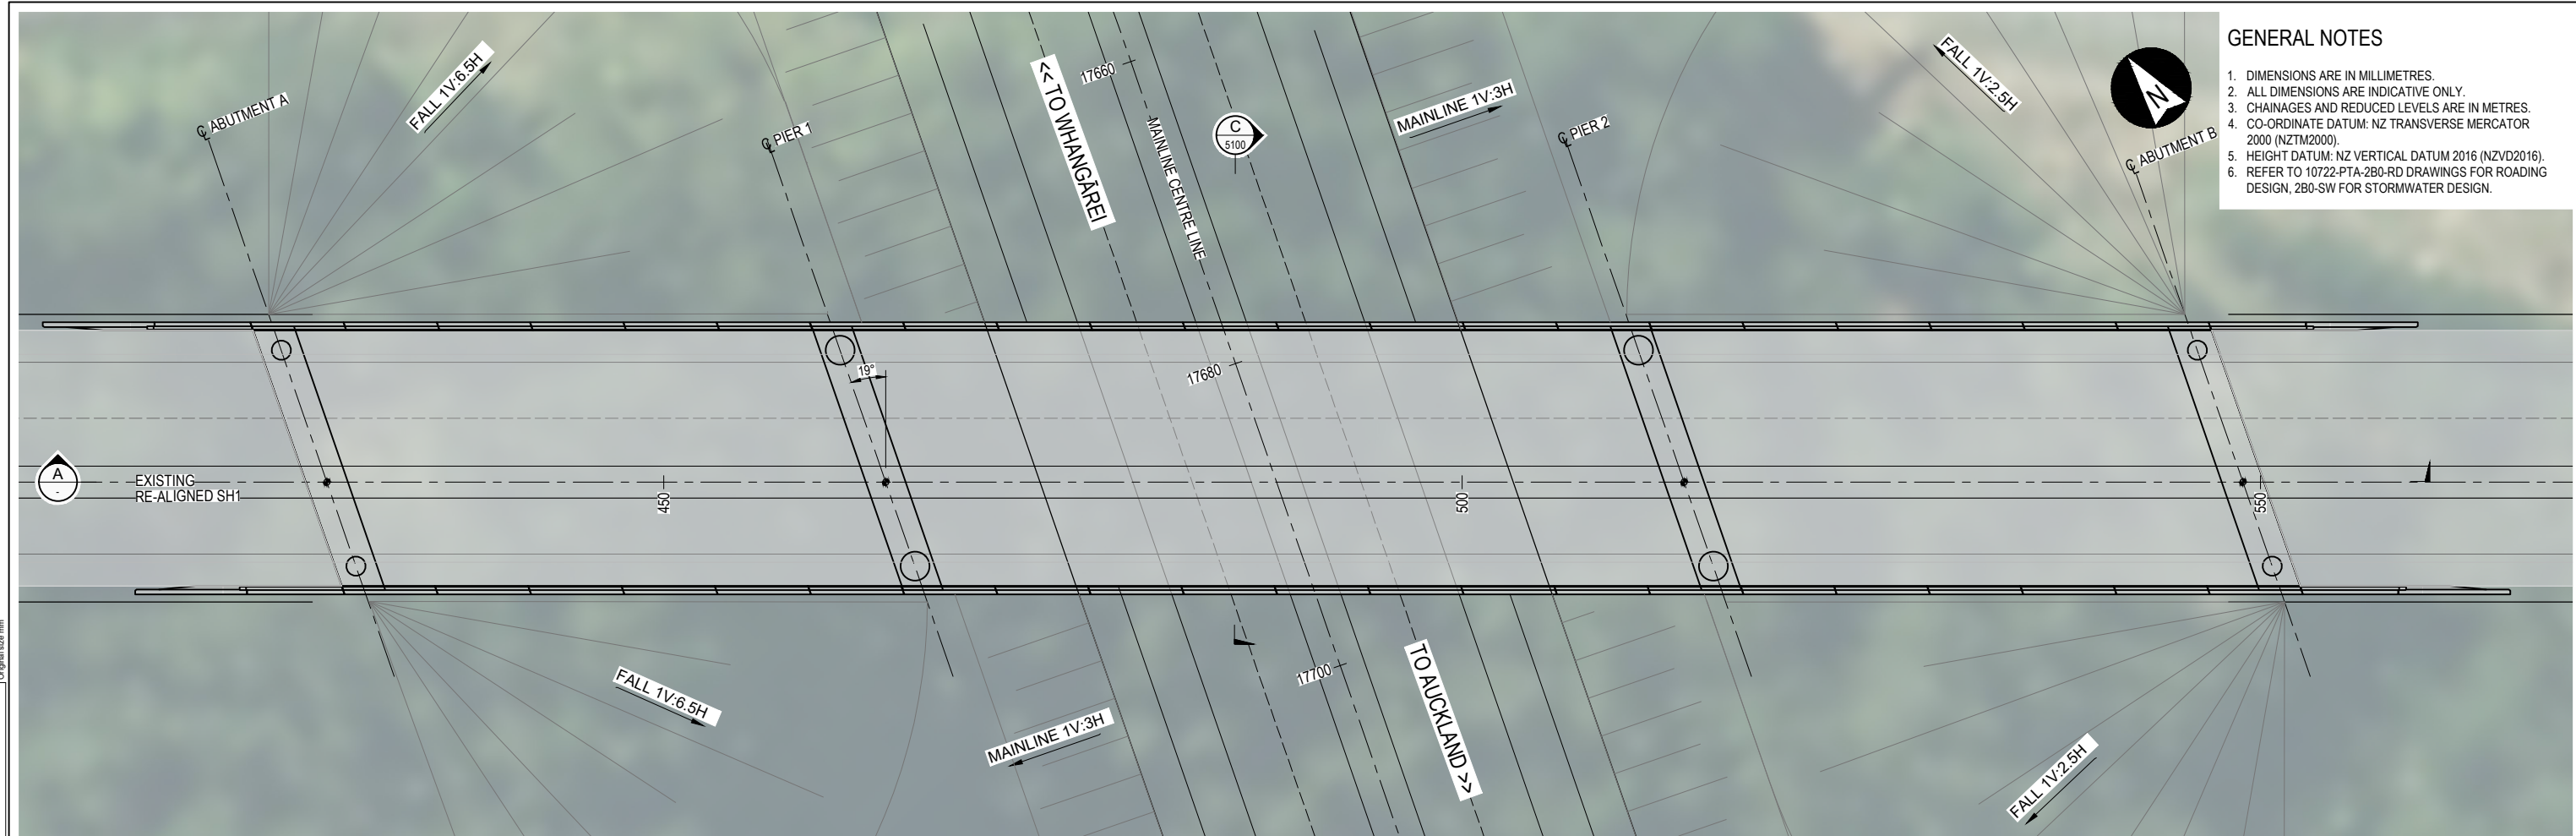 GENERAL NOTES
1. DIMENSIONS ARE IN MILLIMETRES.
2. ALL DIMENSIONS ARE INDICATIVE ONLY.
3. CHAINAGES AND REDUCED LEVELS ARE IN METRES.
4. CO-ORDINATE DATUM: NZ TRANSVERSE MERCATOR
2000 (NZTM2000).
5. HEIGHT DATUM: NZ VERTICAL DATUM 2016 (NZVD2016).
6. REFER TO 10722-PTA-2B0-RD DRAWINGS FOR ROADING
DESIGN, 2B0-SW FOR STORMWATER DESIGN.
N
℄ ABUTMENT A
FALL 1V:6.5H
℄ PIER 1
<< TO WHANGĀREI
17660
MAINLINE CENTRE LINE
C
5100
MAINLINE 1V:3H
℄ PIER 2
FALL 1V:2.5H
℄ ABUTMENT B
19°
17680
A
-
EXISTING
RE-ALIGNED SH1
450
500
550
FALL 1V:6.5H
MAINLINE 1V:3H
17700
TO AUCKLAND >>
FALL 1V:2.5H
Original size mm